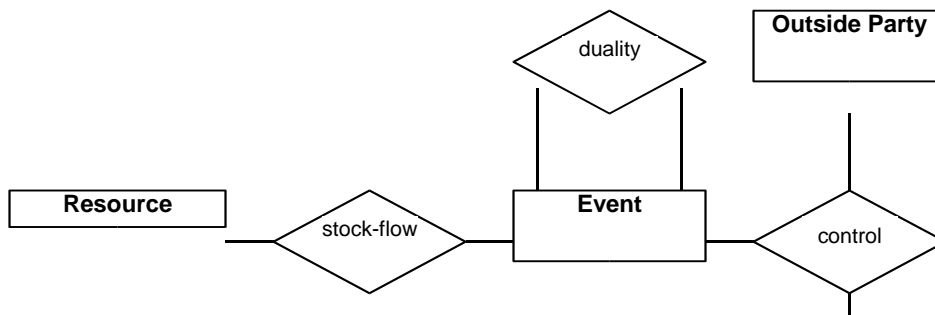 Outside Party
duality
Resource
stock-flow
Event
control